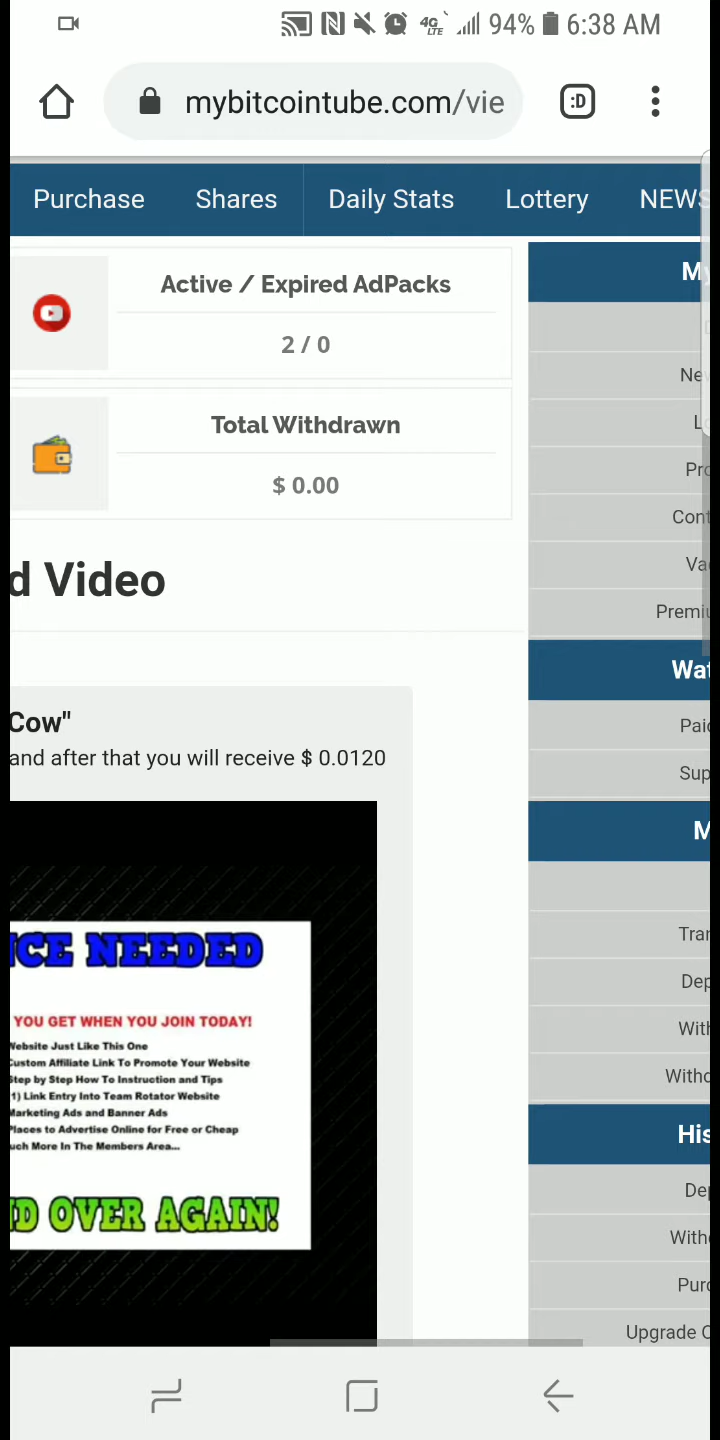 4G LTE 94% 6:38 AM
mybitcointube.com/vie :D
Purchase Shares Daily Stats Lottery NEWS
Active / Expired AdPacks
2 / 0
Total Withdrawn
$ 0.00
d Video
Cow"
and after that you will receive $ 0.0120
NCE NEEDED
YOU GET WHEN YOU JOIN TODAY!
Website Just Like This One
Custom Affiliate Link To Promote Your Website
Step by Step How To Instruction and Tips
1) Link Entry Into Team Rotator Website
Marketing Ads and Banner Ads
Places to Advertise Online for Free or Cheap
uch More In The Members Area...
ND OVER AGAIN!
My
Ne
L
Pro
Cont
Va
Premiu
Wat
Paid
Sup
M
Tran
Dep
With
Withd
His
Dep
With
Purc
Upgrade O